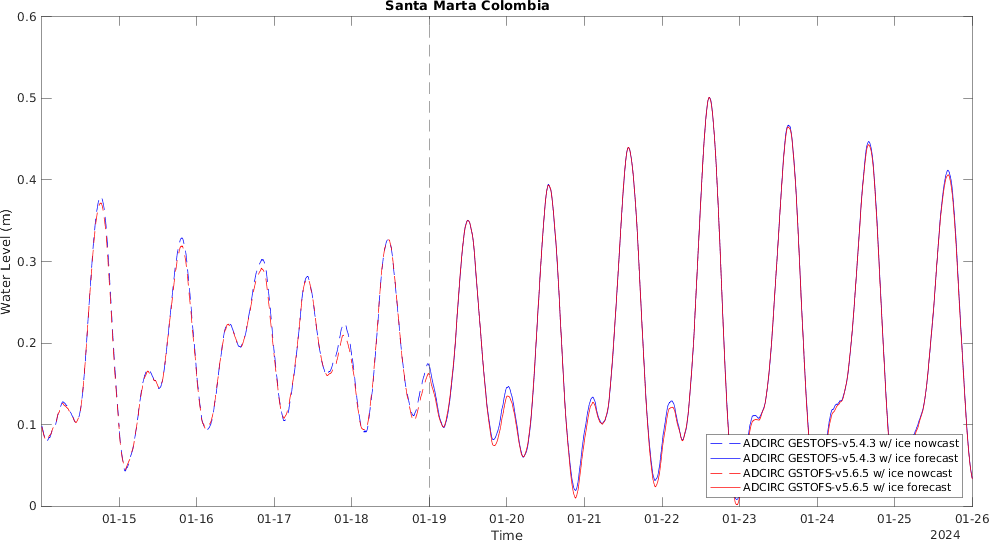 Santa Marta Colombia
0.6
0.5
0.4
0.3
0.2
0.1
0
Water Level (m)
ADCIRC GESTOFS-v5.4.3 w/ ice nowcast
ADCIRC GESTOFS-v5.4.3 w/ ice forecast
ADCIRC GSTOFS-v5.6.5 w/ ice nowcast
ADCIRC GSTOFS-v5.6.5 w/ ice forecast
01-15 01-16 01-17 01-18 01-19 01-20 01-21 01-22 01-23 01-24 01-25 01-26
Time
2024